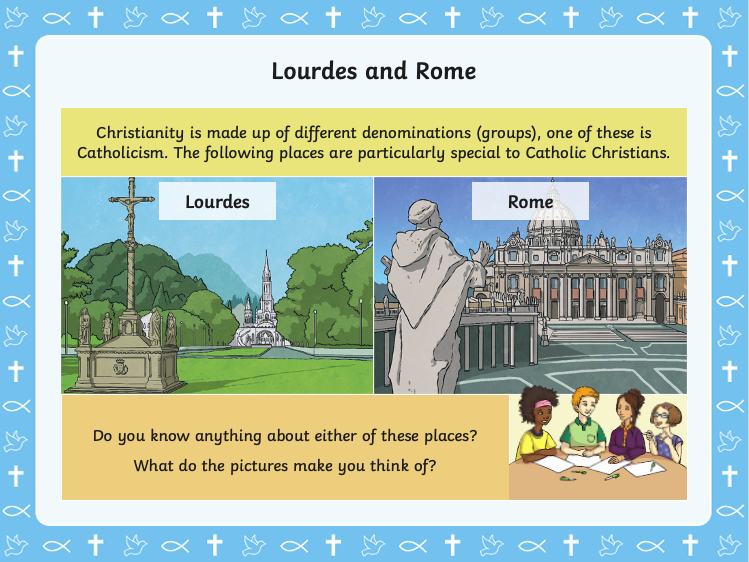 Lourdes and Rome
Christianity is made up of different denominations (groups), one of these is
Catholicism. The following places are particularly special to Catholic Christians.
Lourdes
Rome
Do you know anything about either of these places?
What do the pictures make you think of?